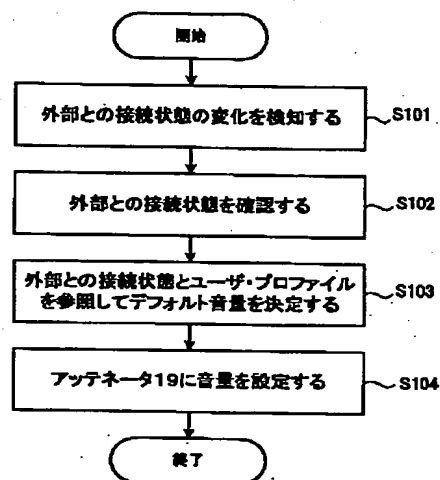 開始
外部との接続状態の変化を検知する
S101
外部との接続状態を確認する
S102
外部との接続状態とユーザ・プロファイル
を参照してデフォルト音量を決定する
S103
アッテネータ19に音量を設定する
S104
終了